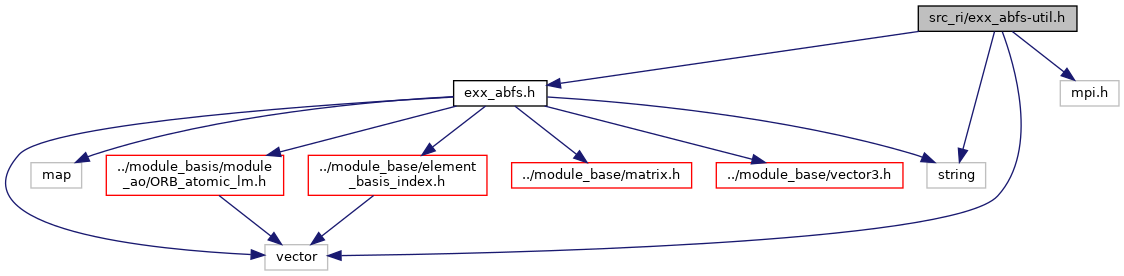 src_ri/exx_abfs-util.h
exx_abfs.h
mpi.h
map
../module_basis/module
_ao/ORB_atomic_lm.h
../module_base/element
_basis_index.h
../module_base/matrix.h
../module_base/vector3.h
string
vector